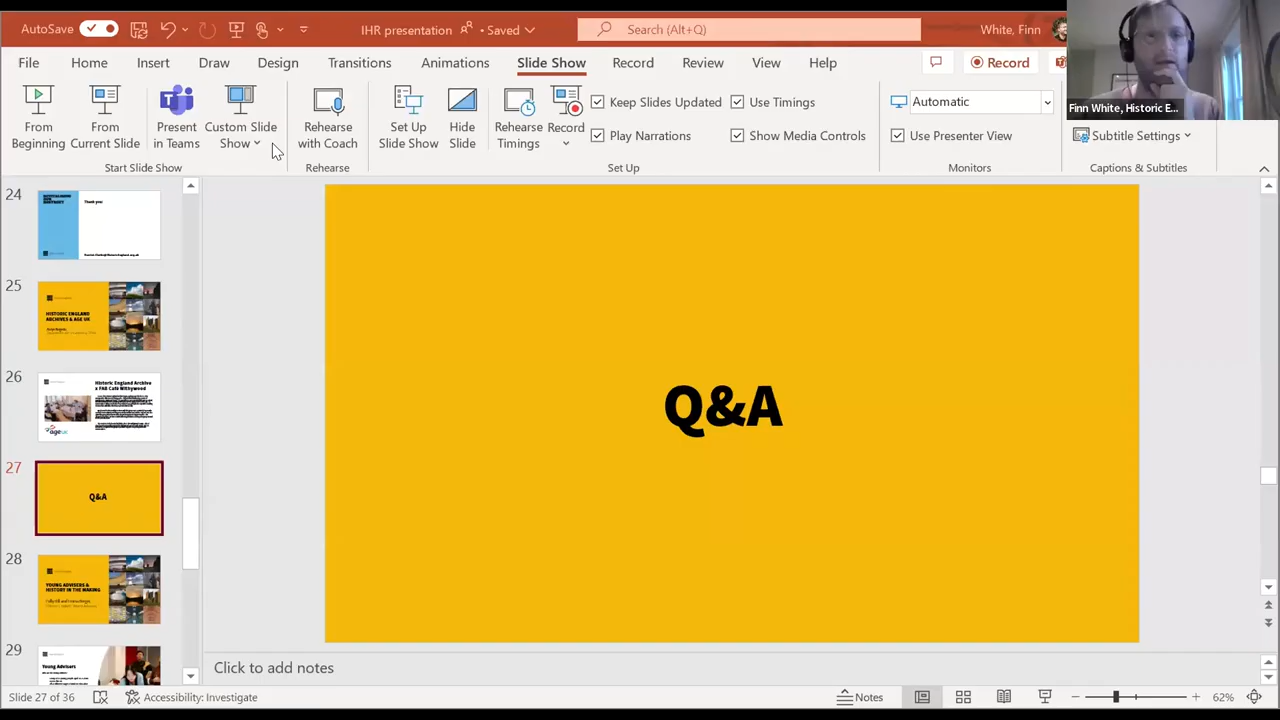 AutoSave
IHR presentation
• Saved
Search (Alt+Q)
White, Finn
File Home Insert Draw Design Transitions Animations Slide Show Record Review View Help
Record
From Beginning
From Current Slide
Present in Teams
Custom Slide Show
Rehearse with Coach
Set Up Slide Show
Hide Slide
Rehearse Timings
Record
Keep Slides Updated
Use Timings
Play Narrations
Show Media Controls
Automatic
Use Presenter View
Subtitle Settings
Start Slide Show
Rehearse
Set Up
Monitors
Captions & Subtitles
Finn White, Historic E...
24
Thank you
25
HISTORIC ENGLAND
ARCHIVES & AGE UK
26
Historic England Archive
x FAB Café Withywood
age uk
27
Q&A
28
YOUNG ADVISERS &
HISTORY IN THE MAKING
29
Young Advisers
Q&A
Click to add notes
Slide 27 of 36
Accessibility: Investigate
Notes
62%